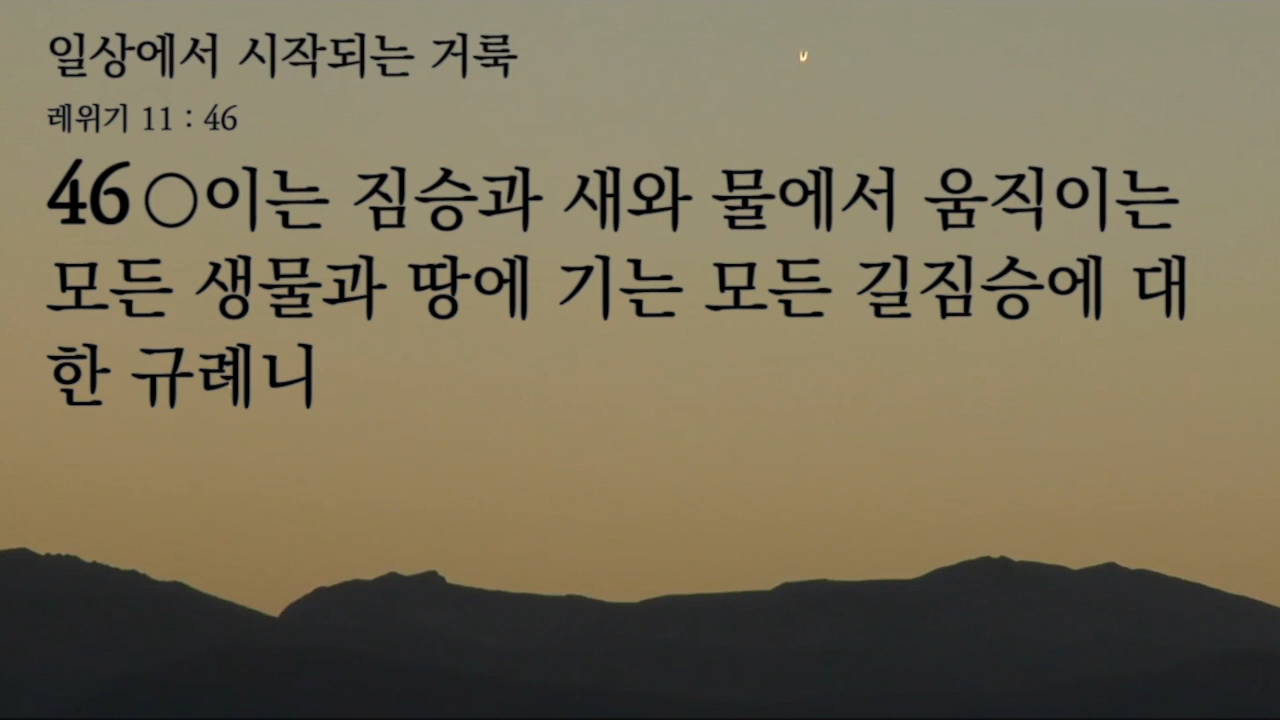 일상에서 시작되는 거룩
레위기 11 : 46
46○이는 짐승과 새와 물에서 움직이는
모든 생물과 땅에 기는 모든 길짐승에 대
한 규례니